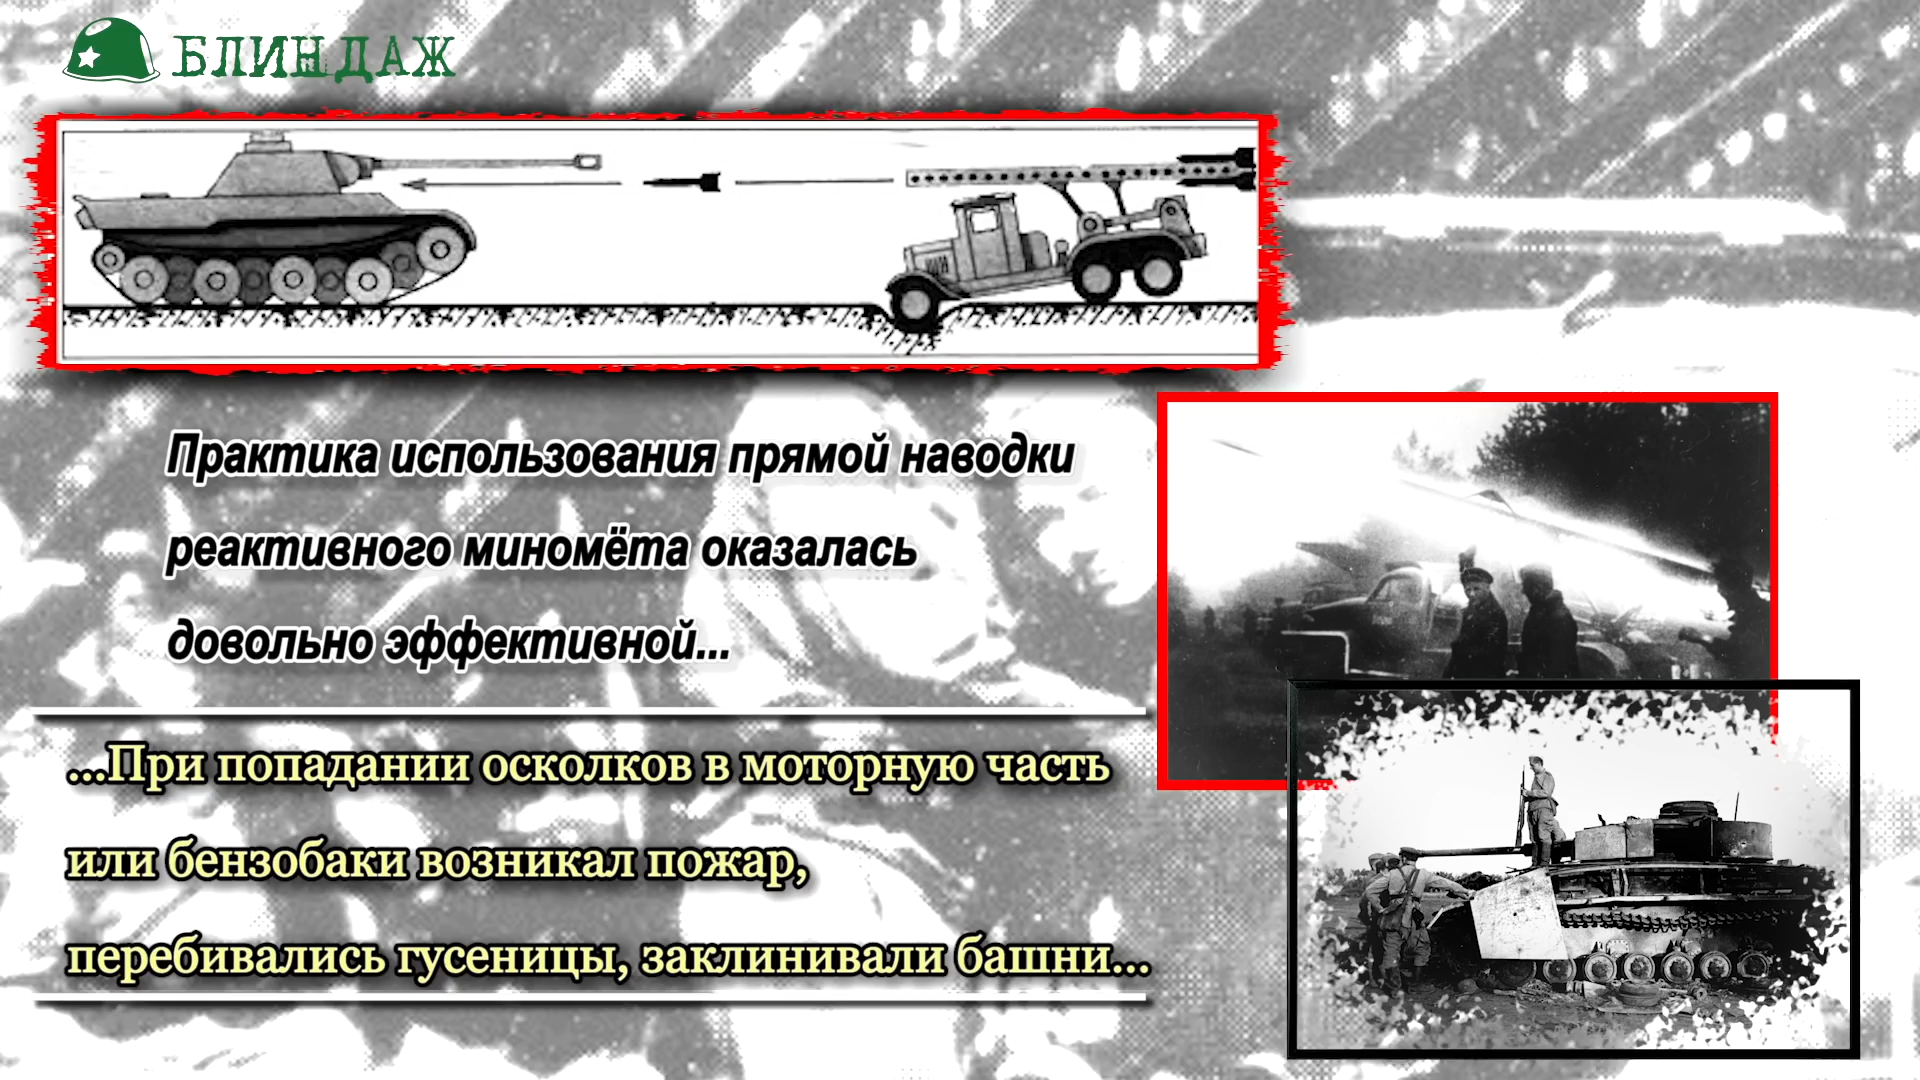 БЛИНДАЖ
Практика использования прямой наводки
реактивного миномёта оказалась
довольно эффективной...
...При попадании осколков в моторную часть
или бензобаки возникал пожар,
перебивались гусеницы, заклинивали башни...